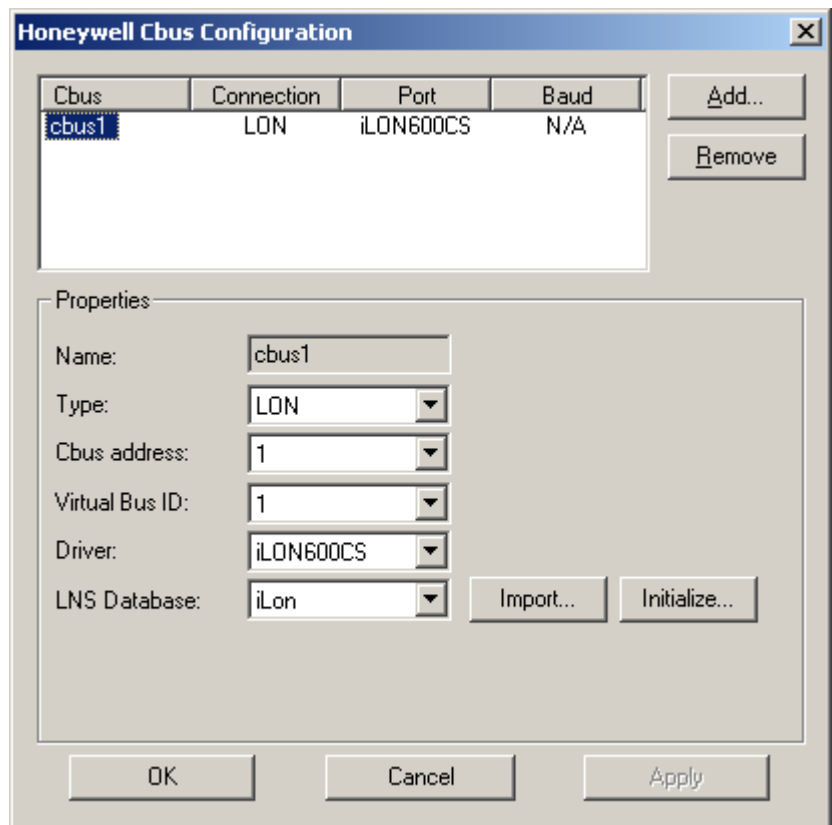 Honeywell Cbus Configuration
Cbus Connection Port Baud
cbus1 LON iLON600CS N/A
Add...
Remove
Properties
Name: cbus1
Type: LON
Cbus address: 1
Virtual Bus ID: 1
Driver: iLON600CS
LNS Database: iLon Import... Initialize...
OK Cancel Apply